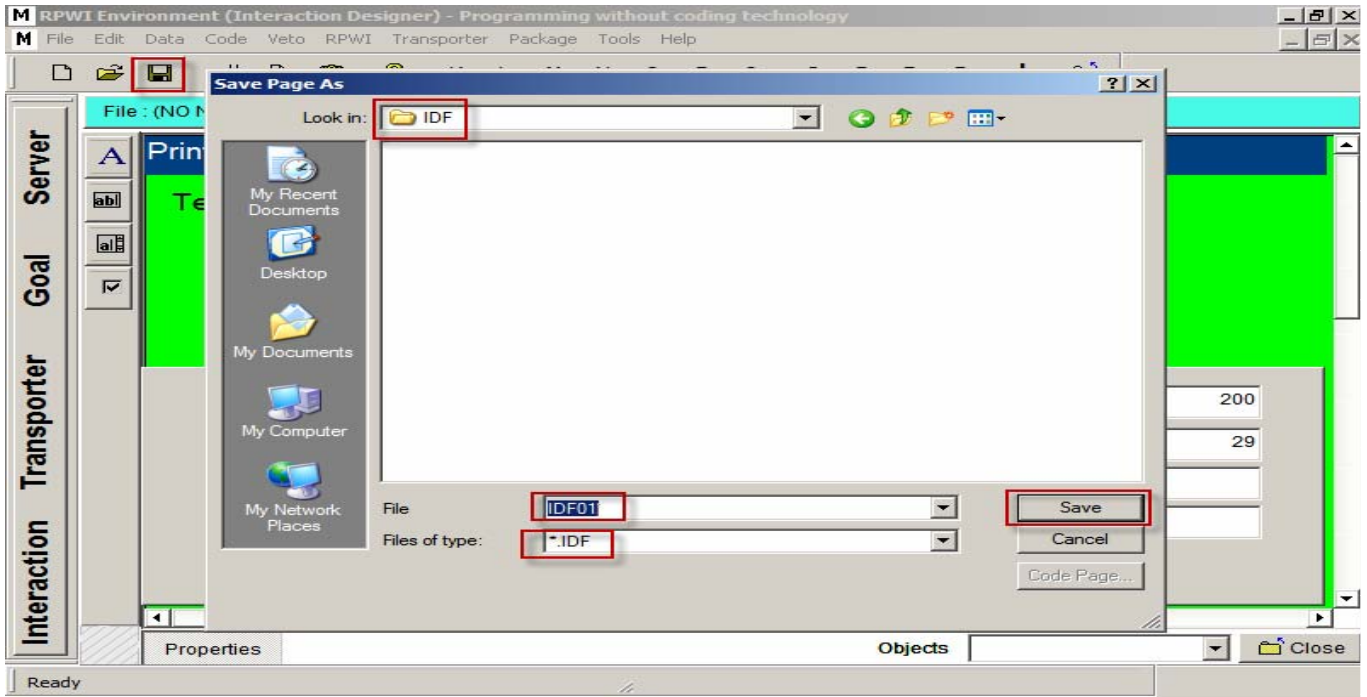 RPWI Environment (Interaction Designer) - Programming without coding technology
File Edit Data Code Veto RPWI Transporter Package Tools Help
Save Page As
File : (NO N
Look in: IDF
Server
Goal
Transporter
Interaction
A
abl
Prin
Te
My Recent
Documents
Desktop
My Documents
My Computer
My Network
Places
200
29
File IDF01 Save
Files of type: *.IDF Cancel
Code Page...
Properties Objects Close
Ready